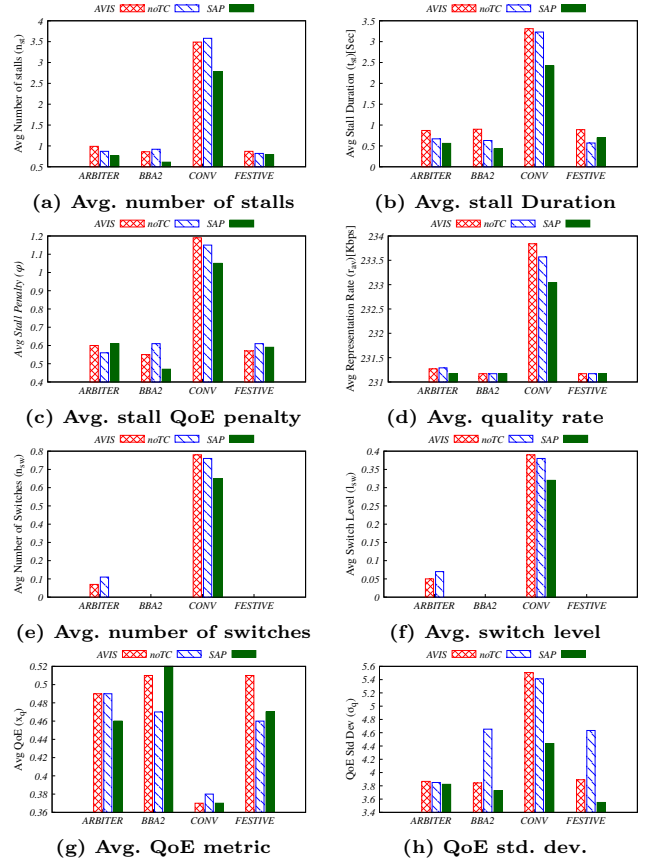 AVIS noTC SAP
Avg Number of stalls (n_st)
4
3.5
3
2.5
2
1.5
1
0.5
ARBITER BBA2 CONV FESTIVE
(a) Avg. number of stalls
AVIS noTC SAP
Avg Stall Duration (t_st)[Sec]
3.5
3
2.5
2
1.5
1
0.5
0
ARBITER BBA2 CONV FESTIVE
(b) Avg. stall Duration
AVIS noTC SAP
Avg Stall Penalty (φ)
1.2
1.1
1
0.9
0.8
0.7
0.6
0.5
0.4
ARBITER BBA2 CONV FESTIVE
(c) Avg. stall QoE penalty
AVIS noTC SAP
Avg Representation Rate (r_av)[Kbps]
234
233.5
233
232.5
232
231.5
231
ARBITER BBA2 CONV FESTIVE
(d) Avg. quality rate
AVIS noTC SAP
Avg Number of Switches (n_sw)
0.8
0.7
0.6
0.5
0.4
0.3
0.2
0.1
0
ARBITER BBA2 CONV FESTIVE
(e) Avg. number of switches
AVIS noTC SAP
Avg Switch Level (l_sw)
0.4
0.35
0.3
0.25
0.2
0.15
0.1
0.05
0
ARBITER BBA2 CONV FESTIVE
(f) Avg. switch level
AVIS noTC SAP
Avg QoE (x_q)
0.52
0.5
0.48
0.46
0.44
0.42
0.4
0.38
0.36
ARBITER BBA2 CONV FESTIVE
(g) Avg. QoE metric
AVIS noTC SAP
QoE Std Dev (σ_q)
5.6
5.4
5.2
5
4.8
4.6
4.4
4.2
4
3.8
3.6
3.4
ARBITER BBA2 CONV FESTIVE
(h) QoE std. dev.